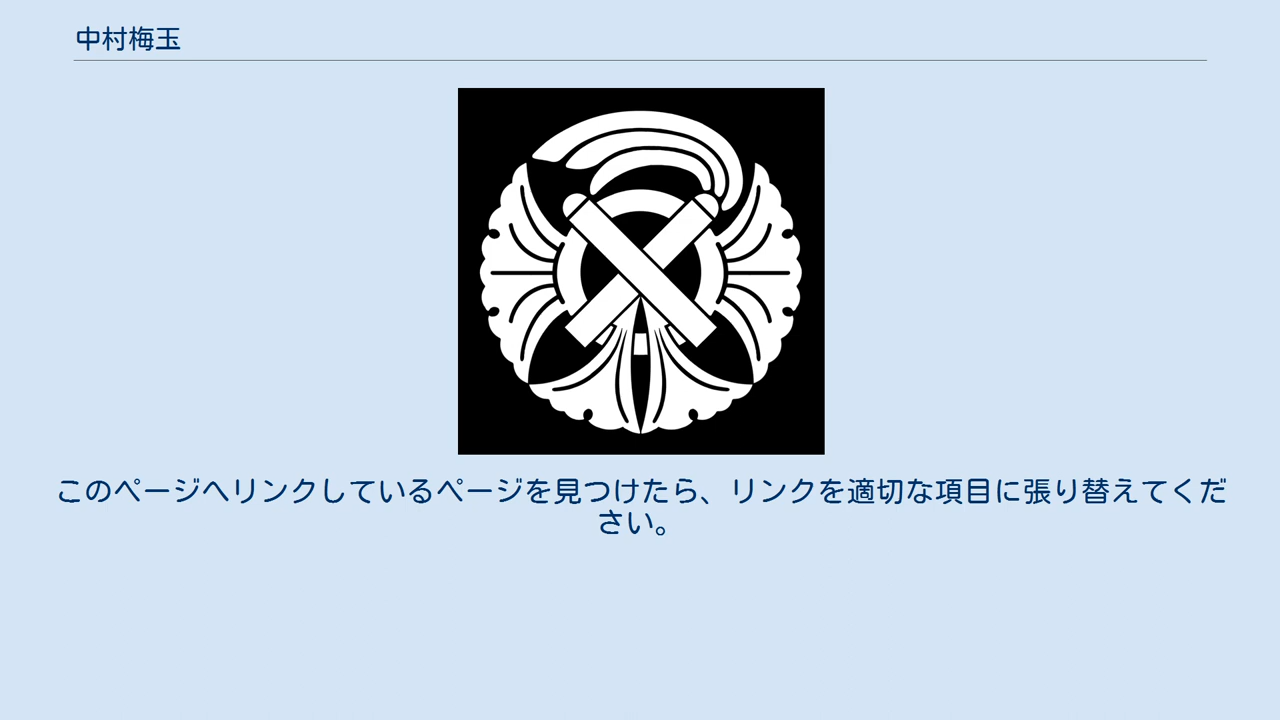 中村梅玉
このページへリンクしているページを見つけたら、リンクを適切な項目に張り替えてくだ
さい。